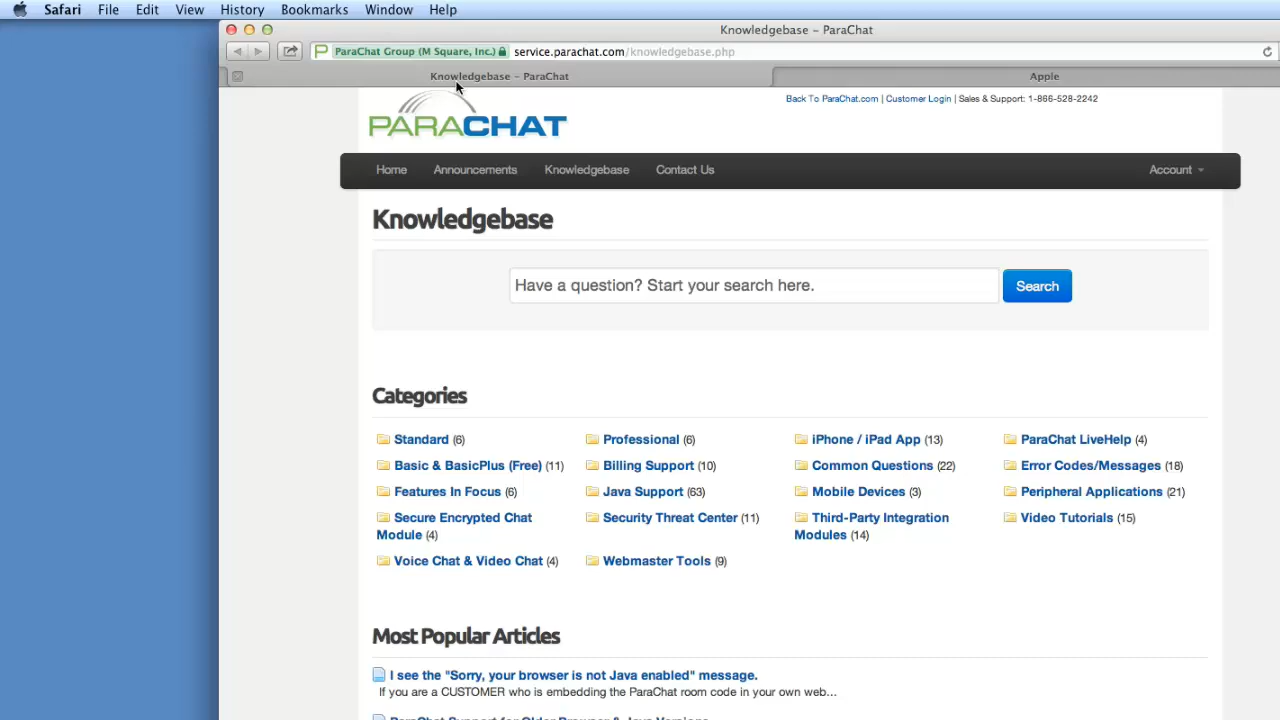 Safari File Edit View History Bookmarks Window Help
Knowledgebase – ParaChat
ParaChat Group (M Square, Inc.) service.parachat.com/knowledgebase.php
Knowledgebase – ParaChat Apple
PARACHAT
Back To ParaChat.com | Customer Login | Sales & Support: 1-866-528-2242
Home Announcements Knowledgebase Contact Us Account
Knowledgebase
Have a question? Start your search here. Search
Categories
Standard (6) Professional (6) iPhone / iPad App (13) ParaChat LiveHelp (4)
Basic & BasicPlus (Free) (11) Billing Support (10) Common Questions (22) Error Codes/Messages (18)
Features In Focus (6) Java Support (63) Mobile Devices (3) Peripheral Applications (21)
Secure Encrypted Chat Security Threat Center (11) Third-Party Integration Video Tutorials (15)
Module (4) Modules (14)
Voice Chat & Video Chat (4) Webmaster Tools (9)
Most Popular Articles
I see the "Sorry, your browser is not Java enabled" message.
If you are a CUSTOMER who is embedding the ParaChat room code in your own web...
ParaChat Support for Older Browser & Java Versions